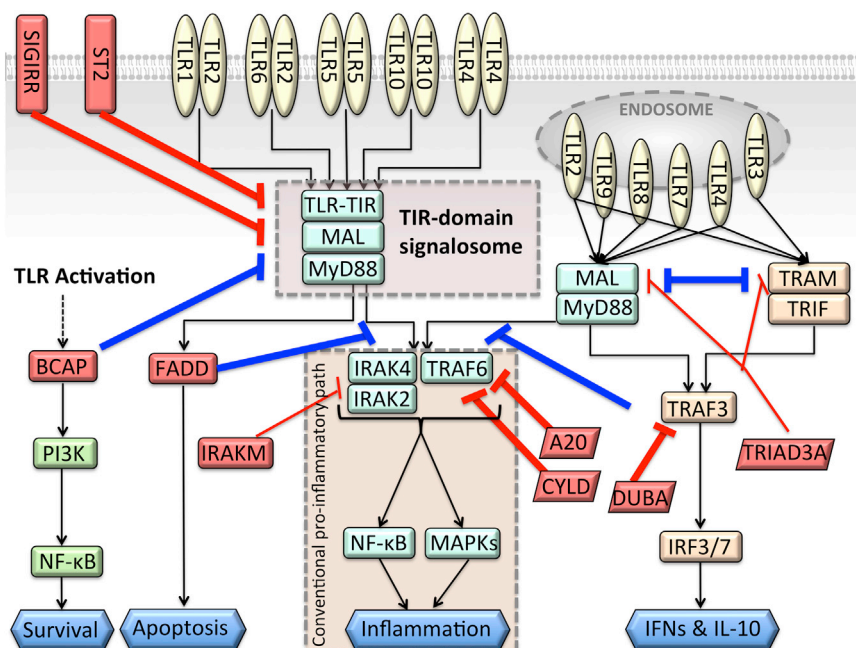 SIGIRR
ST2
TLR1
TLR2
TLR6
TLR2
TLR5
TLR5
TLR10
TLR10
TLR4
TLR4
ENDOSOME
TLR2
TLR9
TLR8
TLR7
TLR4
TLR3
TLR-TIR
MAL
MyD88
TIR-domain
signalosome
TLR Activation
MAL
MyD88
TRAM
TRIF
BCAP
FADD
IRAK4
IRAK2
TRAF6
TRAF3
IRAKM
A20
CYLD
DUBA
TRIAD3A
PI3K
NF-κB
Conventional pro-inflammatory path
NF-κB
MAPKs
IRF3/7
Survival
Apoptosis
Inflammation
IFNs & IL-10